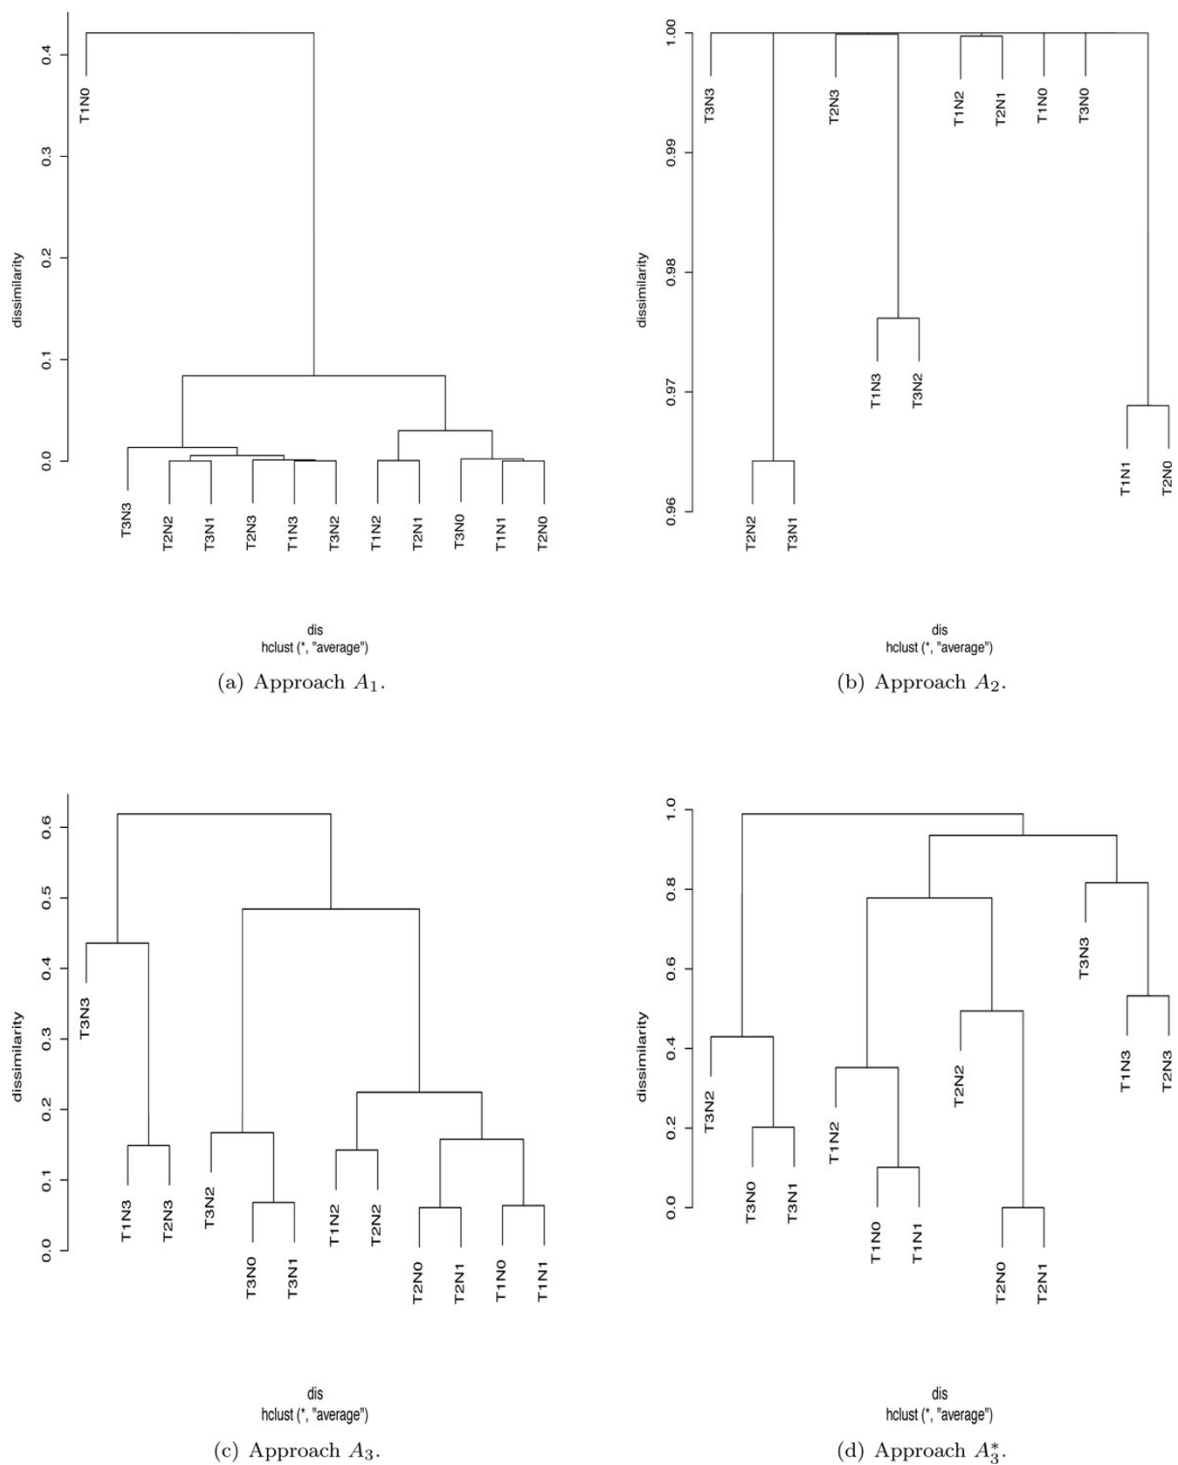 0.4
0.3
0.2
0.1
0.0
dissimilarity
T1N0
T3N3
T2N2
T3N1
T2N3
T1N3
T3N2
T1N2
T2N1
T3N0
T1N1
T2N0
dis
hclust (*, "average")
(a) Approach A₁.
1.00
0.99
0.98
0.97
0.96
dissimilarity
T3N3
T2N2
T3N1
T2N3
T1N3
T3N2
T1N2
T2N1
T1N0
T3N0
T1N1
T2N0
dis
hclust (*, "average")
(b) Approach A₂.
0.6
0.5
0.4
0.3
0.2
0.1
0.0
dissimilarity
T3N3
T1N3
T2N3
T3N2
T3N0
T3N1
T1N2
T2N2
T2N0
T2N1
T1N0
T1N1
dis
hclust (*, "average")
(c) Approach A₃.
1.0
0.8
0.6
0.4
0.2
0.0
dissimilarity
T3N2
T3N0
T3N1
T1N2
T1N0
T1N1
T2N2
T2N0
T2N1
T3N3
T1N3
T2N3
dis
hclust (*, "average")
(d) Approach A₃*.